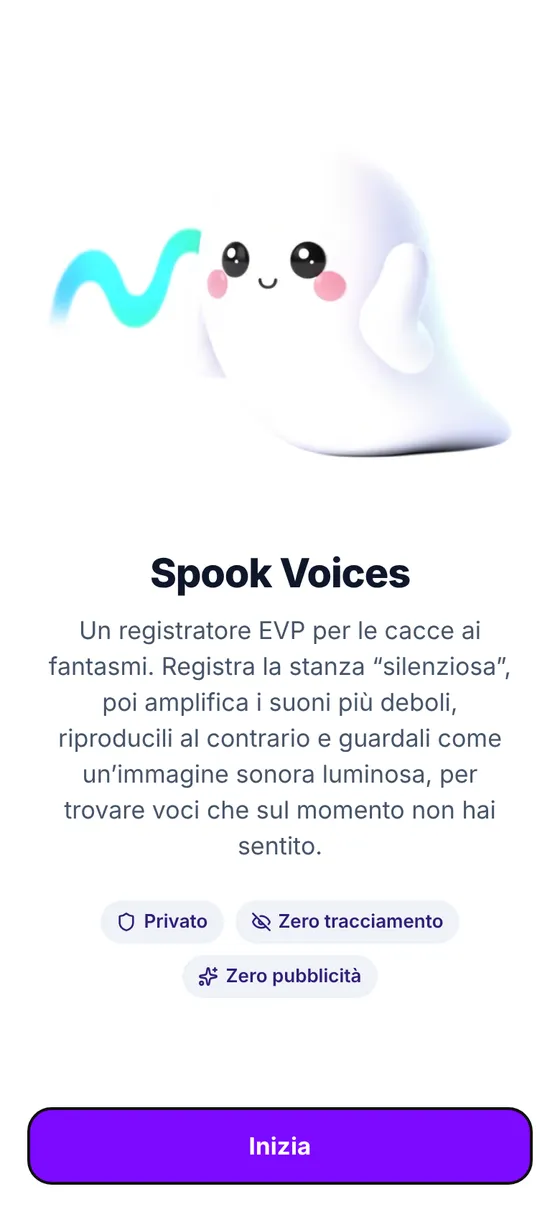 Spook Voices
Un registratore EVP per le cacce ai
fantasmi. Registra la stanza “silenziosa”,
poi amplifica i suoni più deboli,
riproducili al contrario e guardali come
un’immagine sonora luminosa, per
trovare voci che sul momento non hai
sentito.
Privato
Zero tracciamento
Zero pubblicità
Inizia